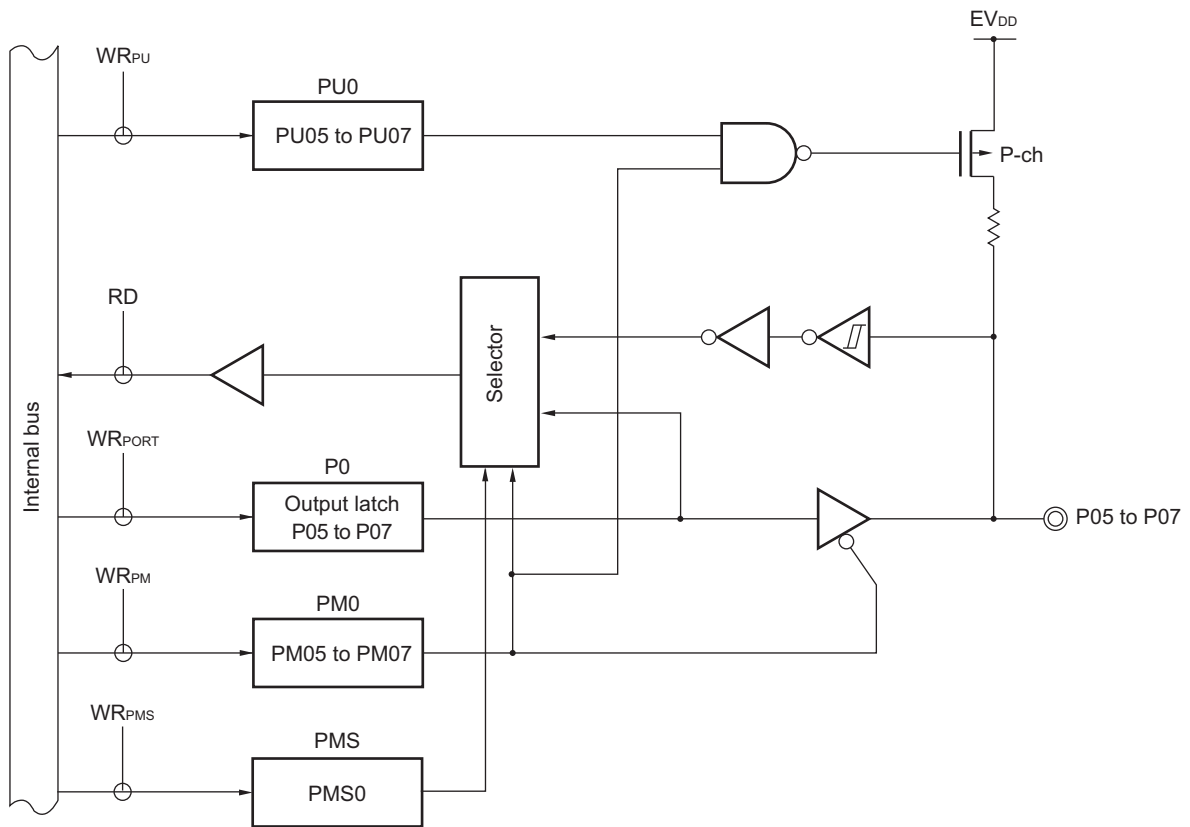 EVDD
WRPU
PU0
PU05 to PU07
P-ch
RD
Selector
Internal bus
WRPORT
P0
Output latch
P05 to P07
P05 to P07
WRPM
PM0
PM05 to PM07
WRPMS
PMS
PMS0